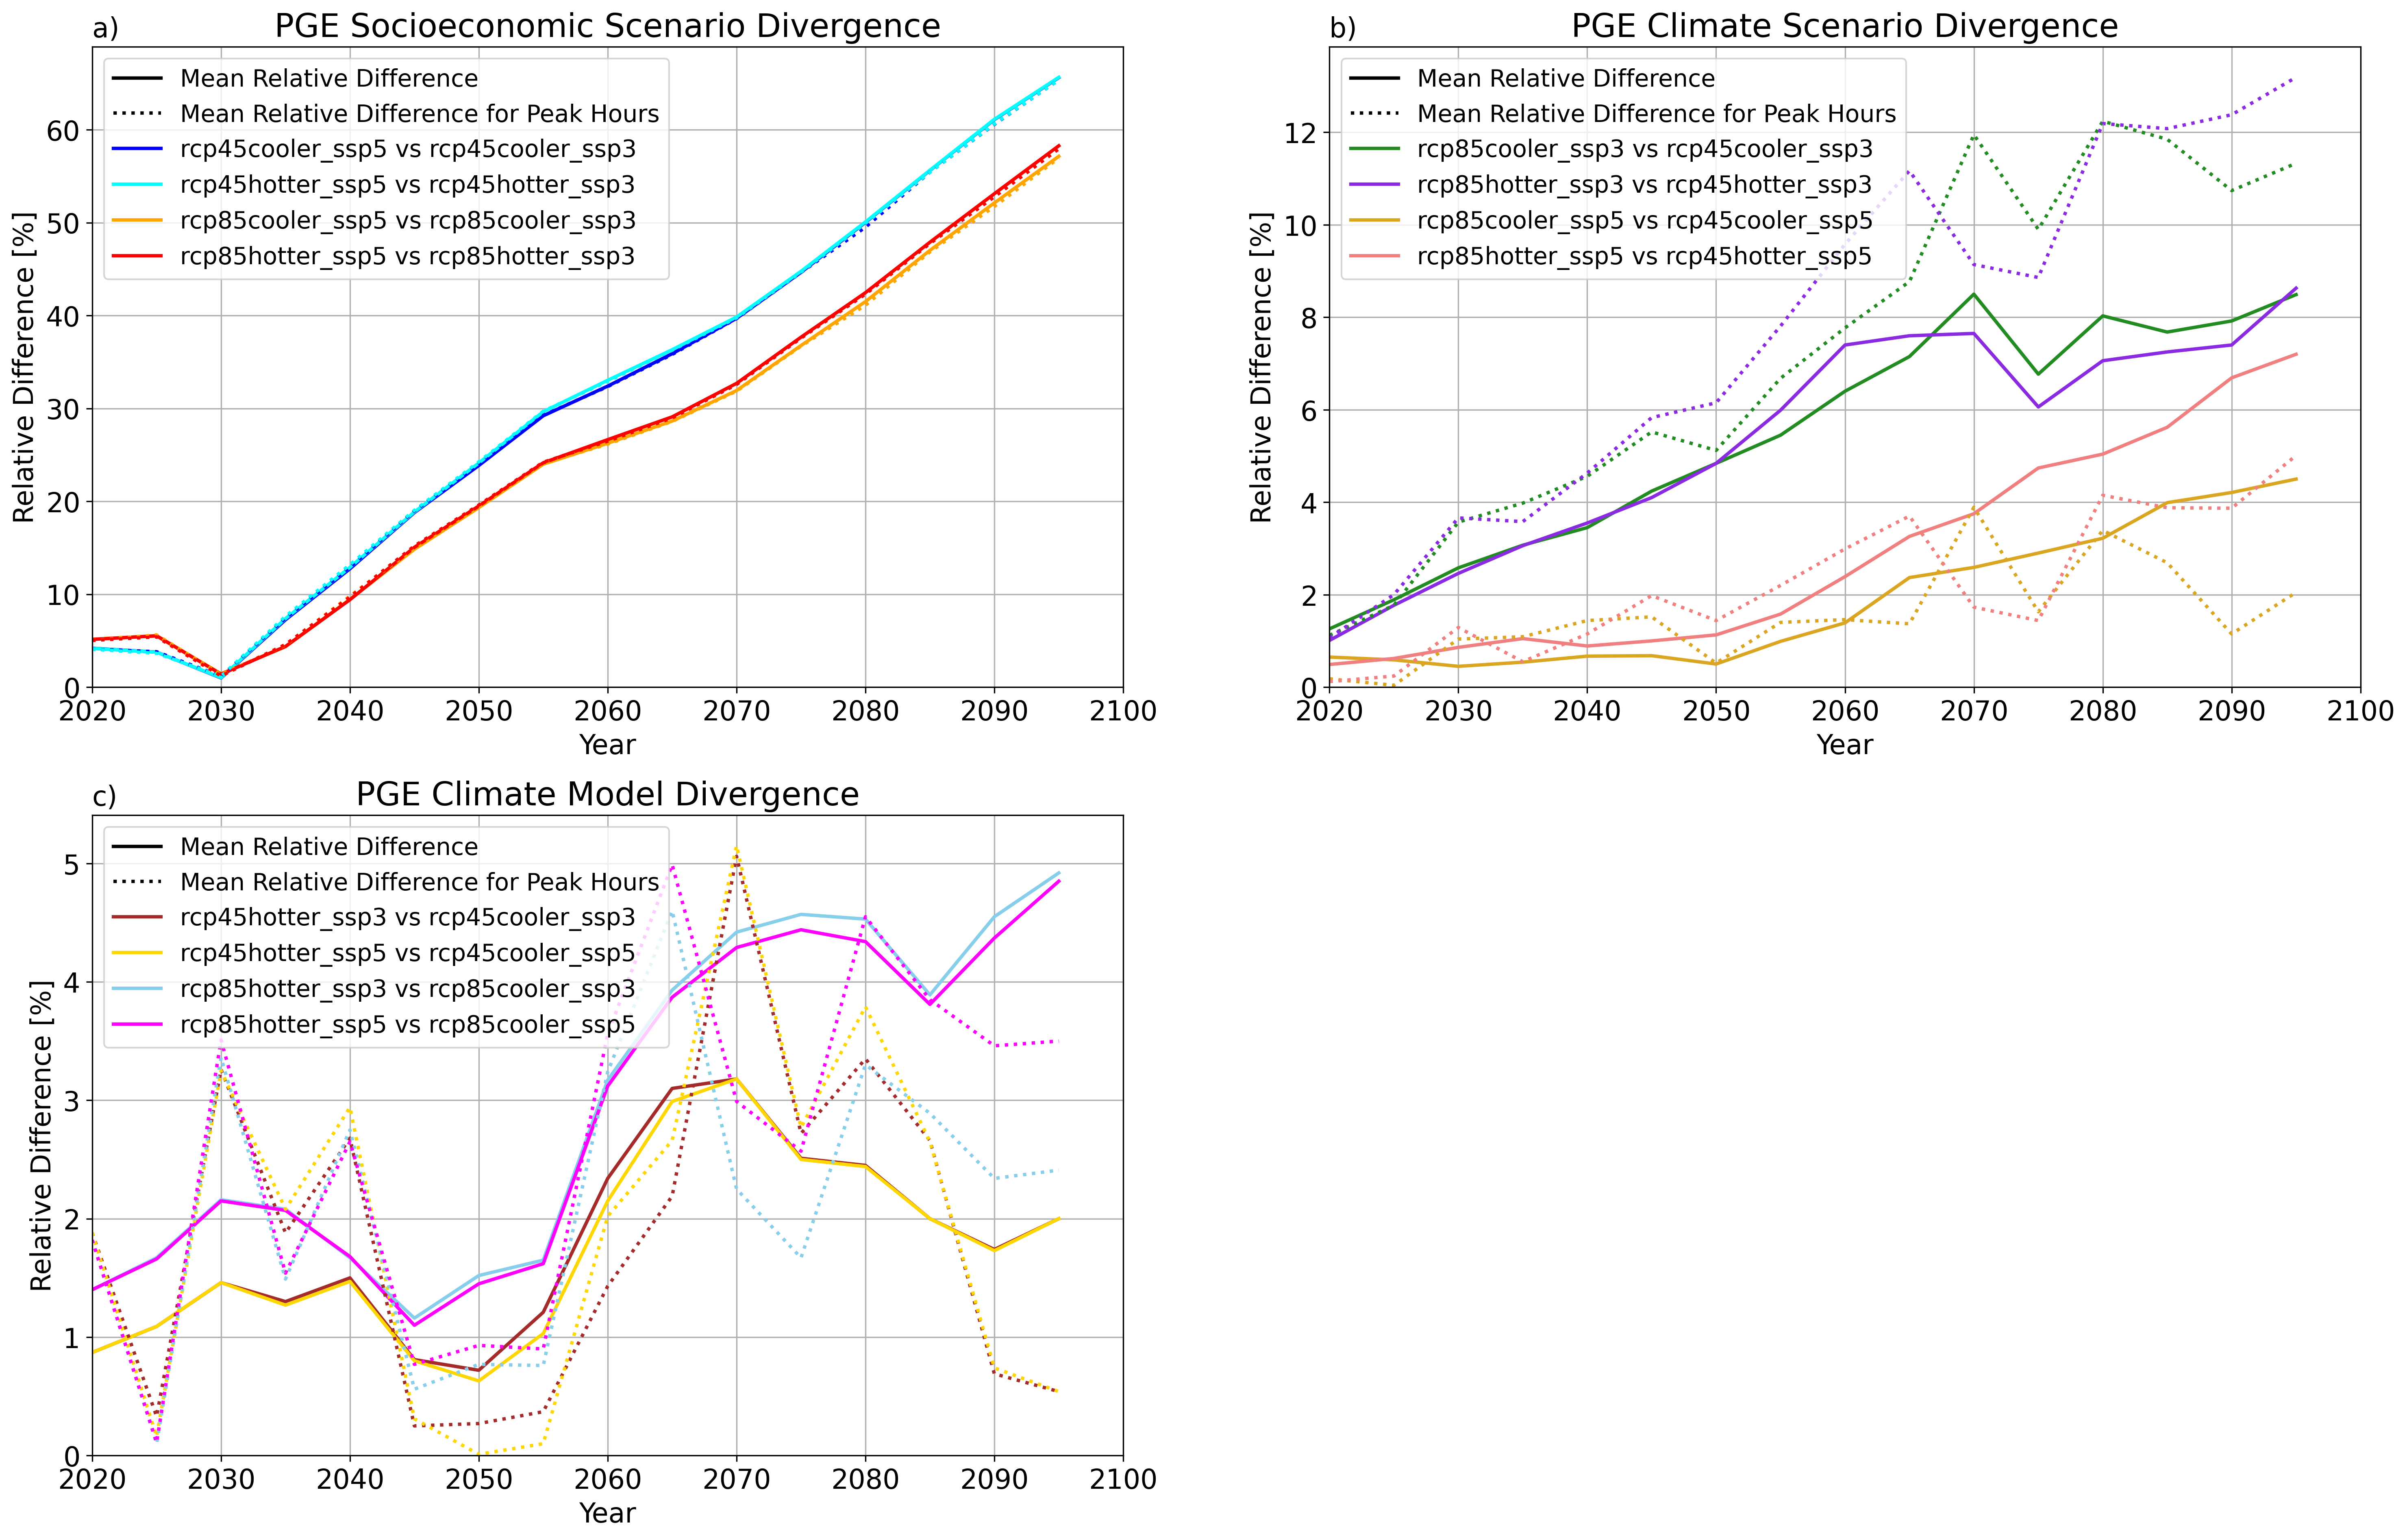 a)
PGE Socioeconomic Scenario Divergence
Mean Relative Difference
Mean Relative Difference for Peak Hours
rcp45cooler_ssp5 vs rcp45cooler_ssp3
rcp45hotter_ssp5 vs rcp45hotter_ssp3
rcp85cooler_ssp5 vs rcp85cooler_ssp3
rcp85hotter_ssp5 vs rcp85hotter_ssp3
Relative Difference [%]
60
50
40
30
20
10
0
2020 2030 2040 2050 2060 2070 2080 2090 2100
Year
b)
PGE Climate Scenario Divergence
Mean Relative Difference
Mean Relative Difference for Peak Hours
rcp85cooler_ssp3 vs rcp45cooler_ssp3
rcp85hotter_ssp3 vs rcp45hotter_ssp3
rcp85cooler_ssp5 vs rcp45cooler_ssp5
rcp85hotter_ssp5 vs rcp45hotter_ssp5
Relative Difference [%]
12
10
8
6
4
2
0
2020 2030 2040 2050 2060 2070 2080 2090 2100
Year
c)
PGE Climate Model Divergence
Mean Relative Difference
Mean Relative Difference for Peak Hours
rcp45hotter_ssp3 vs rcp45cooler_ssp3
rcp45hotter_ssp5 vs rcp45cooler_ssp5
rcp85hotter_ssp3 vs rcp85cooler_ssp3
rcp85hotter_ssp5 vs rcp85cooler_ssp5
Relative Difference [%]
5
4
3
2
1
0
2020 2030 2040 2050 2060 2070 2080 2090 2100
Year